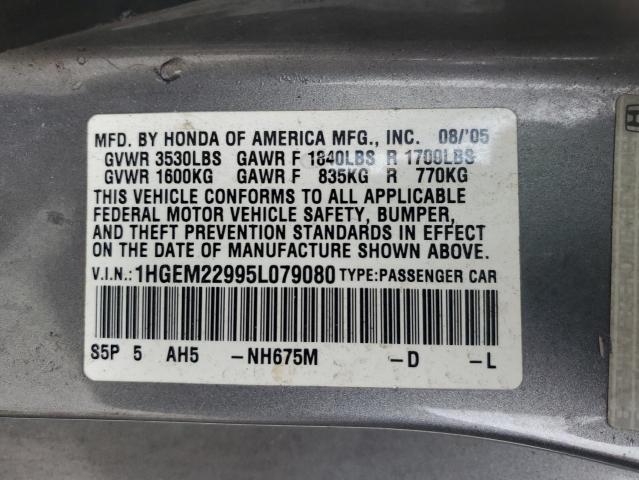 MFD. BY HONDA OF AMERICA MFG., INC. 08/'05
GVWR 3530LBS GAWR F 1840LBS R 1700LBS
GVWR 1600KG GAWR F 835KG R 770KG
THIS VEHICLE CONFORMS TO ALL APPLICABLE
FEDERAL MOTOR VEHICLE SAFETY, BUMPER,
AND THEFT PREVENTION STANDARDS IN EFFECT
ON THE DATE OF MANUFACTURE SHOWN ABOVE.
V.I.N.: 1HGEM22995L079080 TYPE:PASSENGER CAR
S5P 5 AH5 -NH675M -D -L